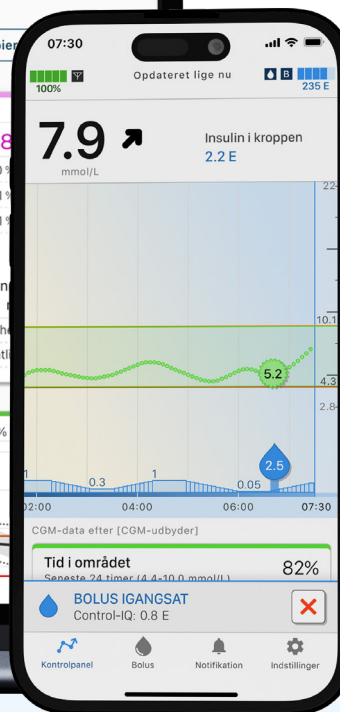 07:30
100%
Opdateret lige nu
B
235 E
7.9
mmol/L
Insulin i kroppen
2.2 E
22
10.1
5.2
4.3
2.8
2.5
1
0.3
1
0.05
02:00
04:00
06:00
07:30
CGM-data efter [CGM-udbyder]
Tid i området
82%
Seneste 24 timer (4.4-10.0 mmol/L)
BOLUS IGANGSAT
Control-IQ: 0.8 E
Kontrolpanel
Bolus
Notifikation
Indstillinger